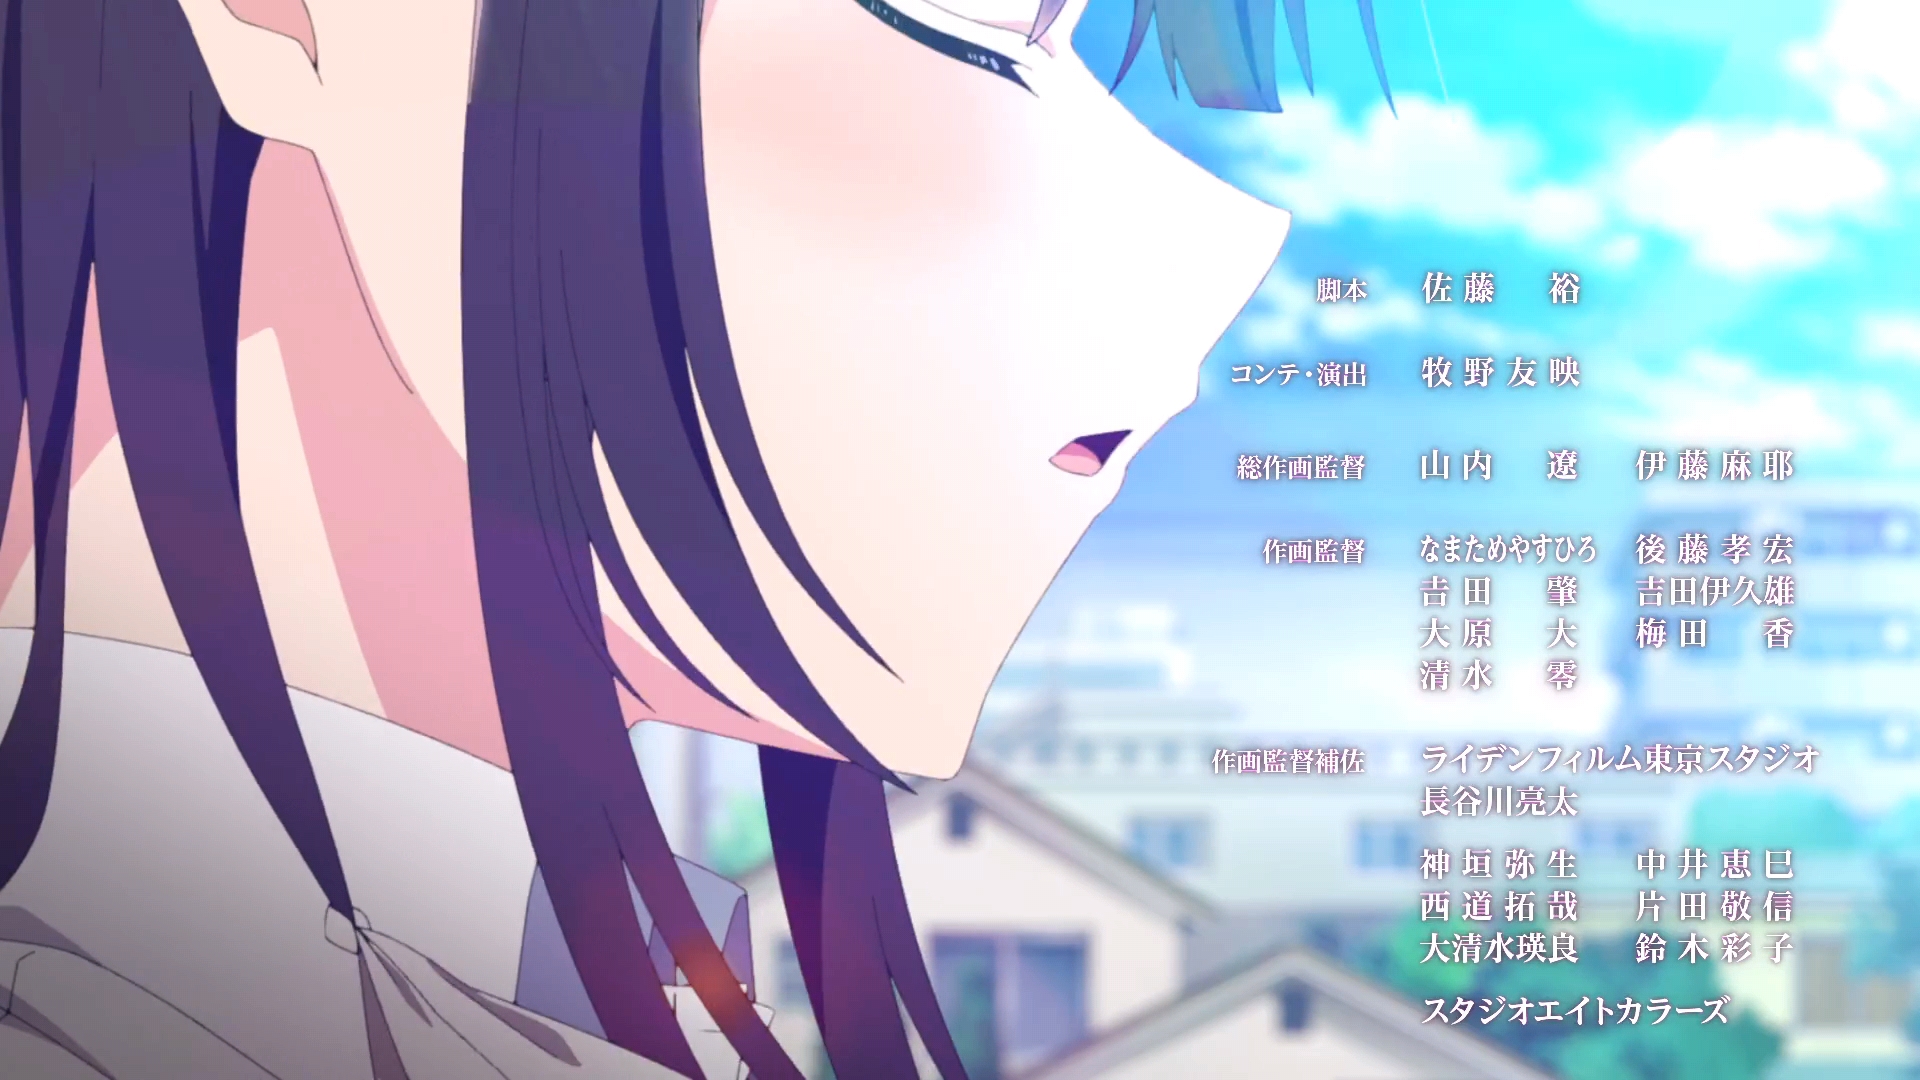 脚本 佐藤 裕
コンテ・演出 牧野友映
総作画監督 山内 遼 伊藤麻耶
作画監督 なまためやすひろ 後藤孝宏
𠮷田 肇 𠮷田伊久雄
大原 大 梅田 香
清水 零
作画監督補佐 ライデンフィルム東京スタジオ
長谷川亮太
神垣弥生 中井恵巳
西道拓哉 片田敬信
大清水瑛良 鈴木彩子
スタジオエイトカラーズ